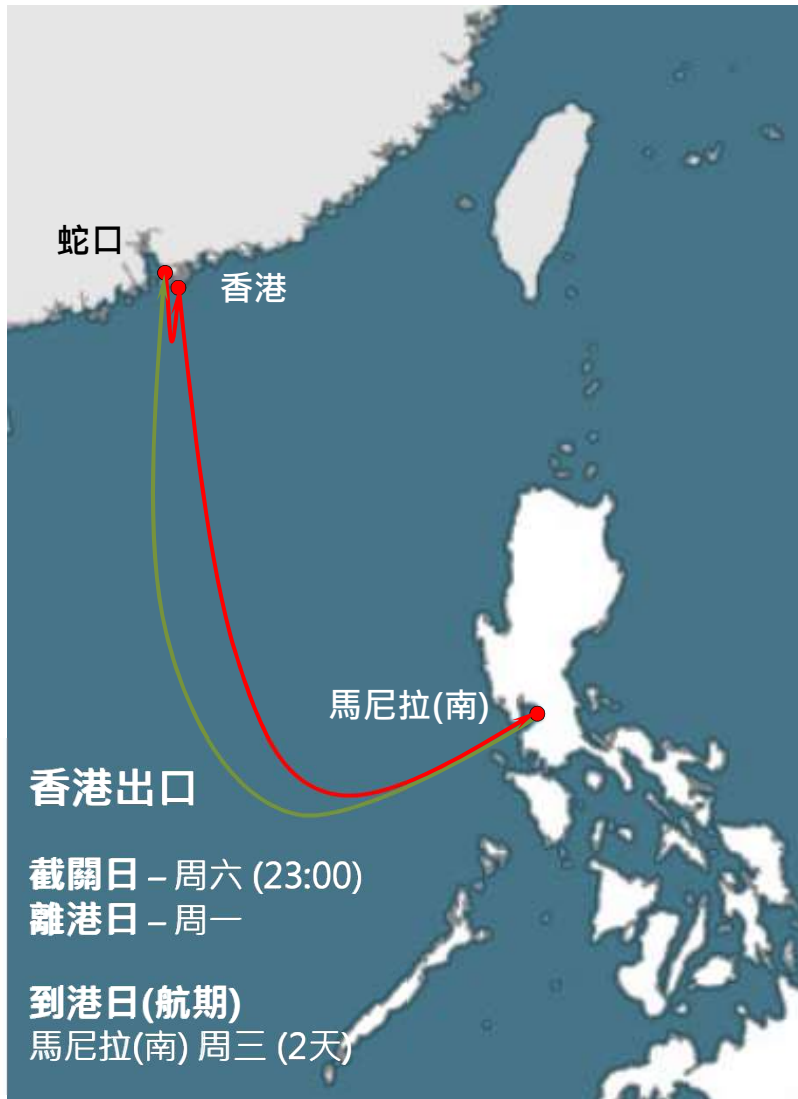 蛇口
香港
馬尼拉(南)
香港出口
截關日 – 周六 (23:00)
離港日 – 周一
到港日(航期)
馬尼拉(南) 周三 (2天)